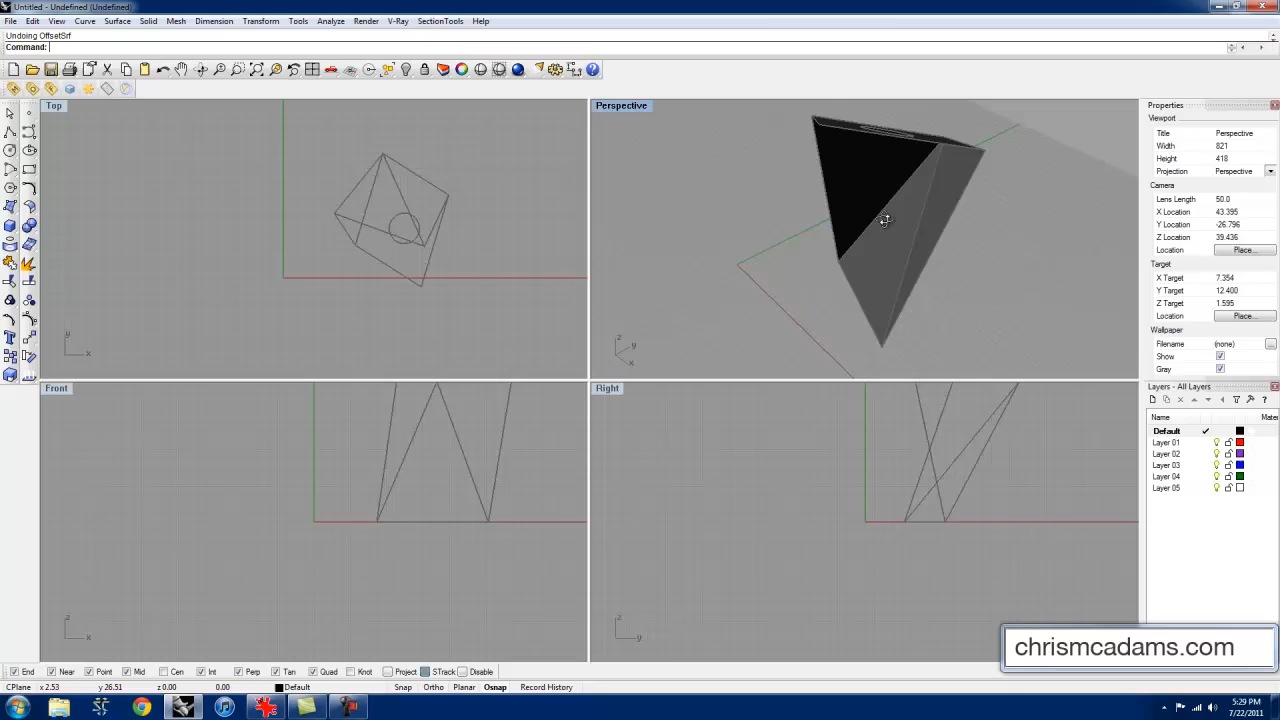 Untitled - Undefined (Undefined)
File Edit View Curve Surface Solid Mesh Dimension Transform Tools Analyze Render V-Ray SectionTools Help
Undoing OffsetSrf
Command:
Top
Perspective
Front
Right
z
y
x
y
x
z
x
z
y
Properties
Viewport
Title Perspective
Width 821
Height 418
Projection Perspective
Camera
Lens Length 50.0
X Location 43.395
Y Location -26.796
Z Location 39.436
Location Place...
Target
X Target 7.354
Y Target 12.400
Z Target 1.595
Location Place...
Wallpaper
Filename (none) ...
Show
Gray
Layers - All Layers
Name Mater
Default
Layer 01
Layer 02
Layer 03
Layer 04
Layer 05
chrismcadams.com
End Near Point Mid Cen Int Perp Tan Quad Knot Project STrack Disable
CPlane x 2.53 y 26.51 z 0.00 0.00 Default Snap Ortho Planar Osnap Record History
5:29 PM
7/22/2011